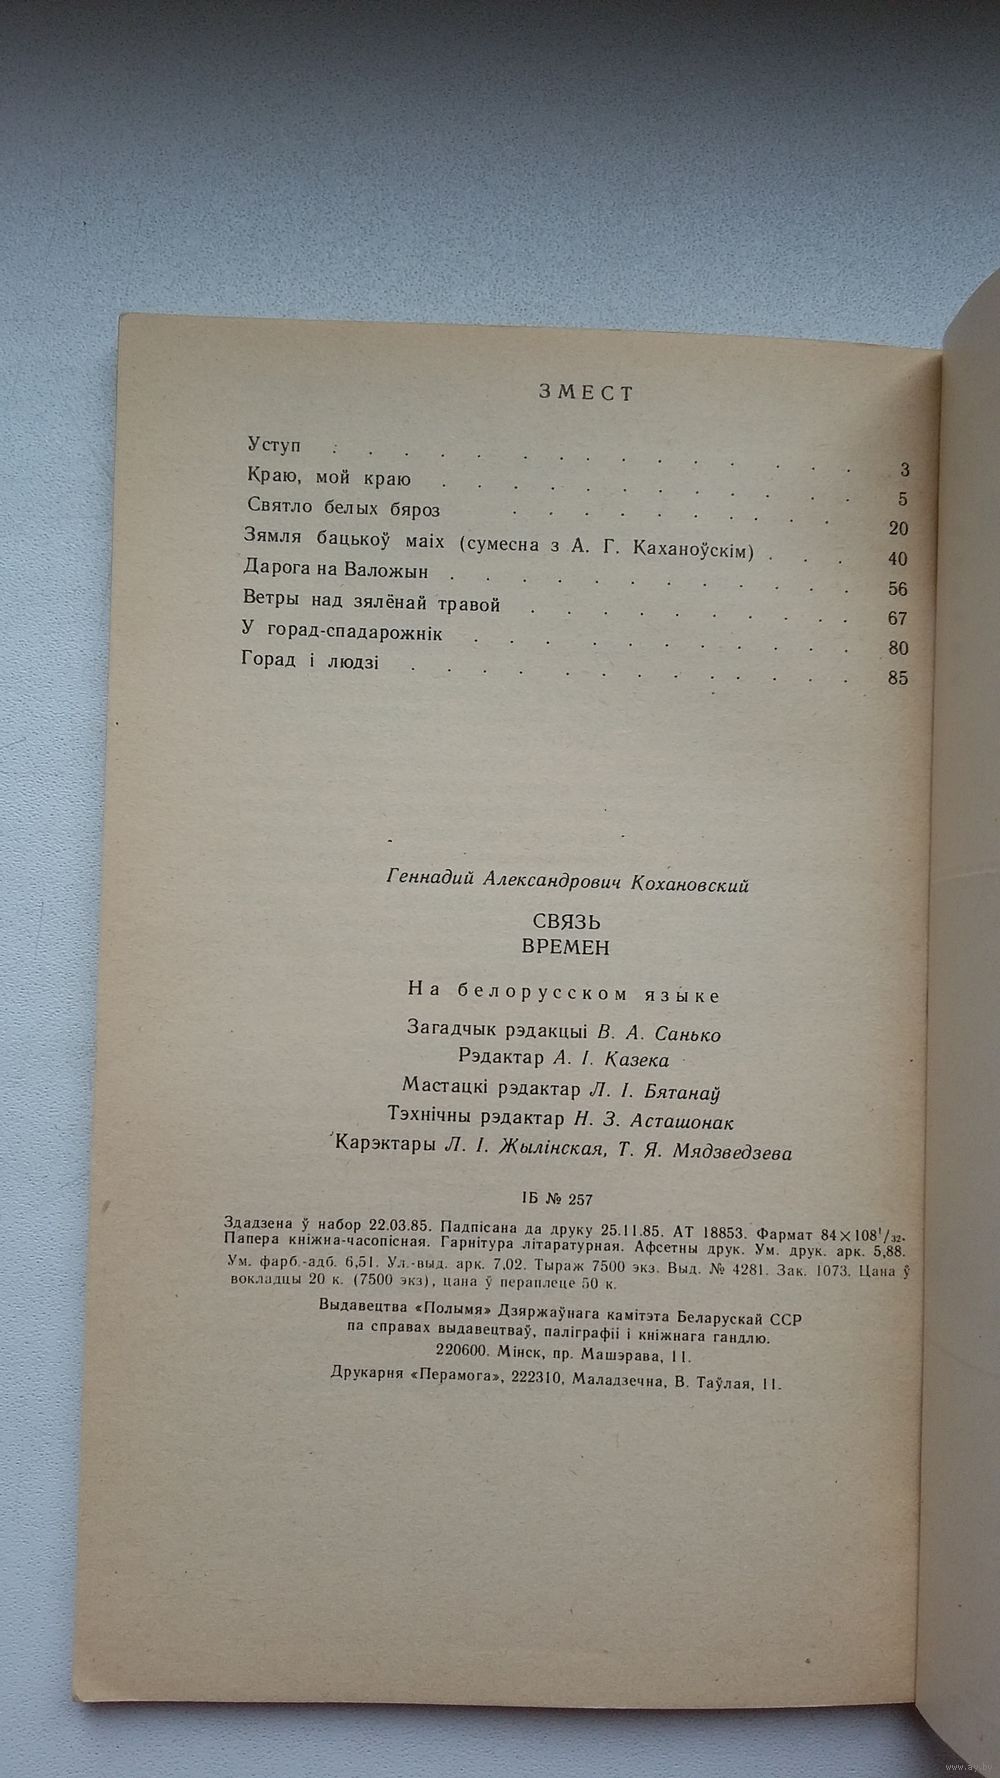 ЗМЕСТ
Уступ . . . . . . . . . . . . . . 3
Краю, мой краю . . . . . . . . . . . . 5
Святло белых бяроз . . . . . . . . . 20
Зямля бацькоў маіх (сумесна з А. Г. Каханоўскім) . . . 40
Дарога на Валожын . . . . . . . . . . . 56
Ветры над зялёнай травой . . . . . . . . . 67
У горад-спадарожнік . . . . . . . . . . 80
Горад і людзі . . . . . . . . . . . . 85
Геннадий Александрович Кохановский
СВЯЗЬ
ВРЕМЕН
На белорусском языке
Загадчык рэдакцыі В. А. Санько
Рэдактар А. І. Казека
Мастацкі рэдактар Л. І. Бятанаў
Тэхнічны рэдактар Н. З. Асташонак
Карэктары Л. І. Жылінская, Т. Я. Мядзведзева
ІБ № 257
Здадзена ў набор 22.03.85. Падпісана да друку 25.11.85. АТ 18853. Фармат 84×108¹/₃₂.
Папера кніжна-часопісная. Гарнітура літаратурная. Афсетны друк. Ум. друк. арк. 5,88.
Ум. фарб.-адб. 6,51. Ул.-выд. арк. 7,02. Тыраж 7500 экз. Выд. № 4281. Зак. 1073. Цана ў
вокладцы 20 к. (7500 экз), цана ў пераплеце 50 к.
Выдавецтва «Полымя» Дзяржаўнага камітэта Беларускай ССР
па справах выдавецтваў, паліграфіі і кніжнага гандлю.
220600. Мінск, пр. Машэрава, 11.
Друкарня «Перамога», 222310, Маладзечна, В. Таўлая, 11.
www.ay.by